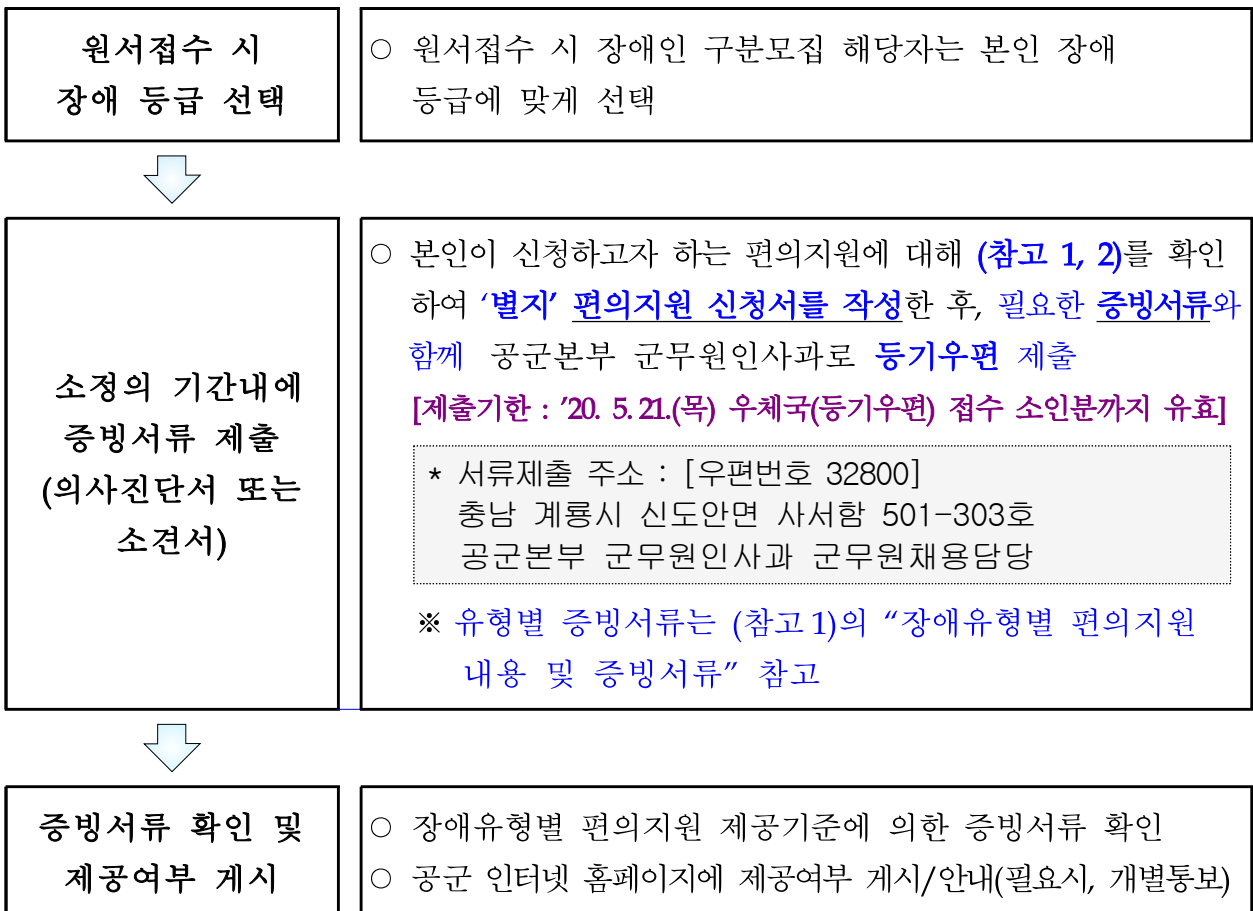 원서접수 시
장애 등급 선택
○ 원서접수 시 장애인 구분모집 해당자는 본인 장애
등급에 맞게 선택
소정의 기간내에
증빙서류 제출
(의사진단서 또는
소견서)
○ 본인이 신청하고자 하는 편의지원에 대해 (참고 1, 2)를 확인
하여 ‘별지’ 편의지원 신청서를 작성한 후, 필요한 증빙서류와
함께 공군본부 군무원인사과로 등기우편 제출
[제출기한 : ’20. 5. 21.(목) 우체국(등기우편) 접수 소인분까지 유효]
* 서류제출 주소 : [우편번호 32800]
충남 계룡시 신도안면 사서함 501-303호
공군본부 군무원인사과 군무원채용담당
※ 유형별 증빙서류는 (참고 1)의 “장애유형별 편의지원
내용 및 증빙서류” 참고
증빙서류 확인 및
제공여부 게시
○ 장애유형별 편의지원 제공기준에 의한 증빙서류 확인
○ 공군 인터넷 홈페이지에 제공여부 게시/안내(필요시, 개별통보)